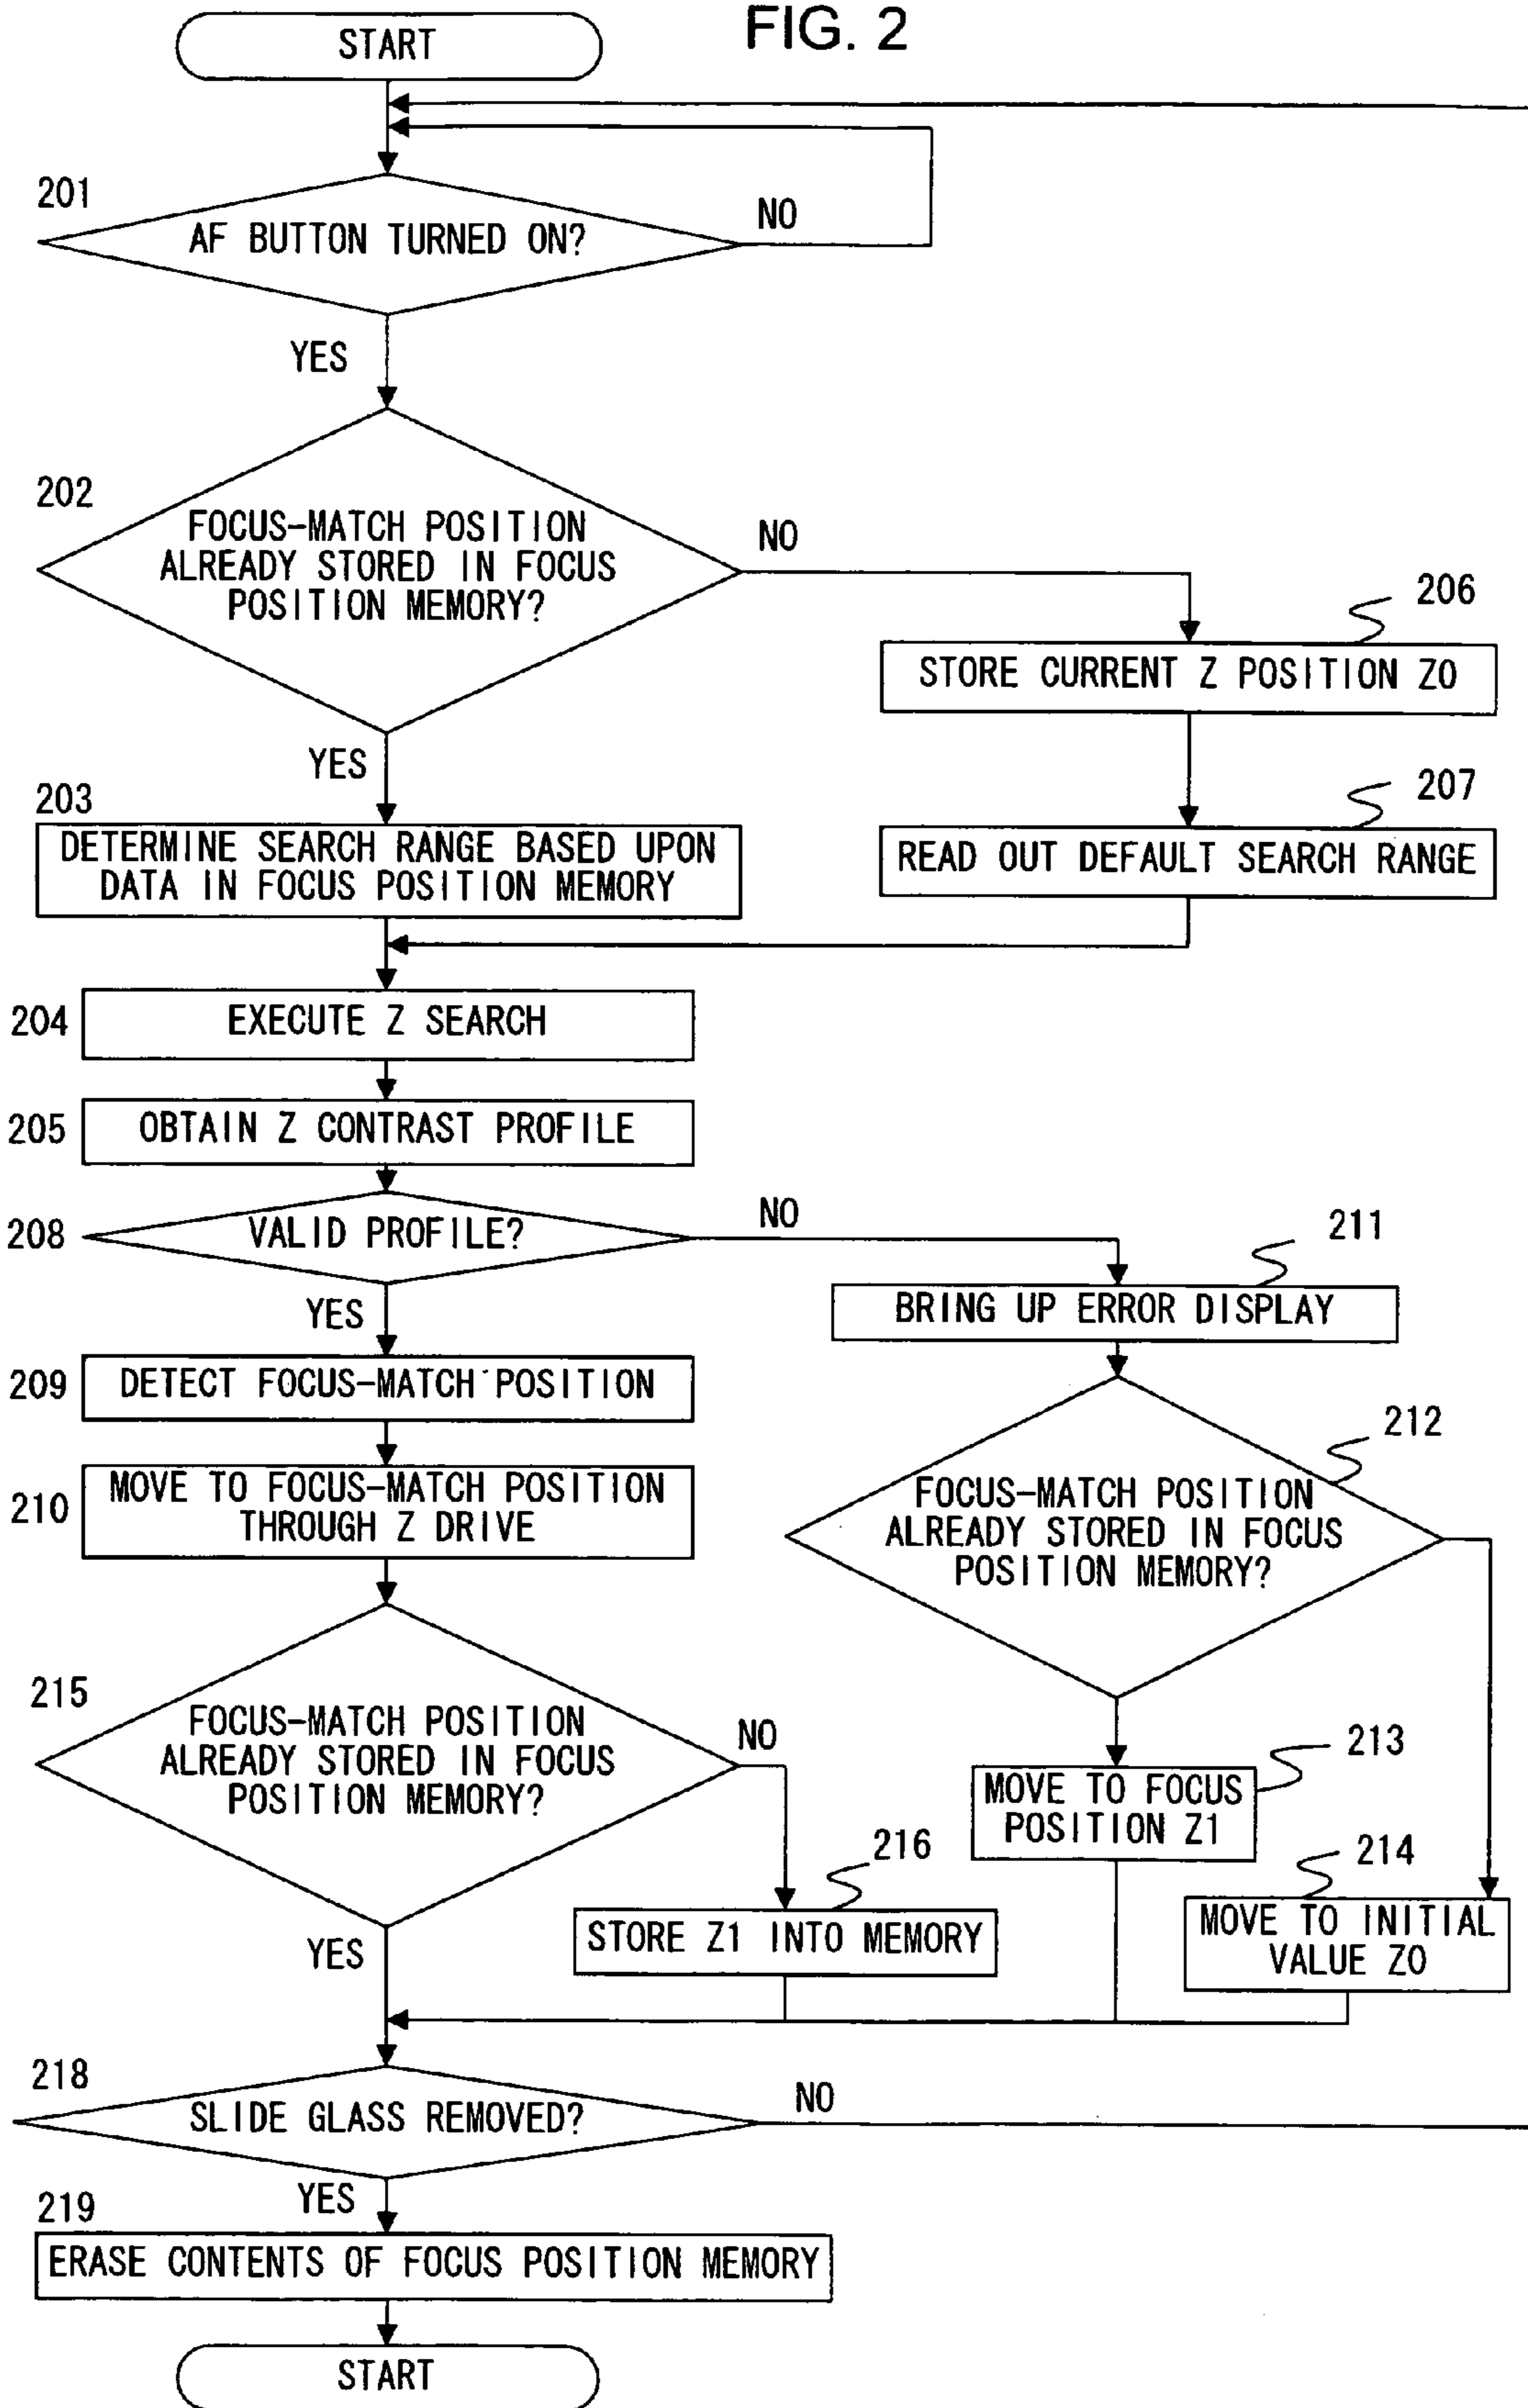 FIG. 2
START
201
AF BUTTON TURNED ON?
NO
YES
202
FOCUS-MATCH POSITION
ALREADY STORED IN FOCUS
POSITION MEMORY?
NO
206
STORE CURRENT Z POSITION Z0
YES
207
READ OUT DEFAULT SEARCH RANGE
203
DETERMINE SEARCH RANGE BASED UPON
DATA IN FOCUS POSITION MEMORY
204
EXECUTE Z SEARCH
205
OBTAIN Z CONTRAST PROFILE
208
VALID PROFILE?
NO
YES
211
BRING UP ERROR DISPLAY
209
DETECT FOCUS-MATCH POSITION
210
MOVE TO FOCUS-MATCH POSITION
THROUGH Z DRIVE
212
FOCUS-MATCH POSITION
ALREADY STORED IN FOCUS
POSITION MEMORY?
215
FOCUS-MATCH POSITION
ALREADY STORED IN FOCUS
POSITION MEMORY?
NO
YES
213
MOVE TO FOCUS
POSITION Z1
216
STORE Z1 INTO MEMORY
214
MOVE TO INITIAL
VALUE Z0
218
SLIDE GLASS REMOVED?
NO
YES
219
ERASE CONTENTS OF FOCUS POSITION MEMORY
START